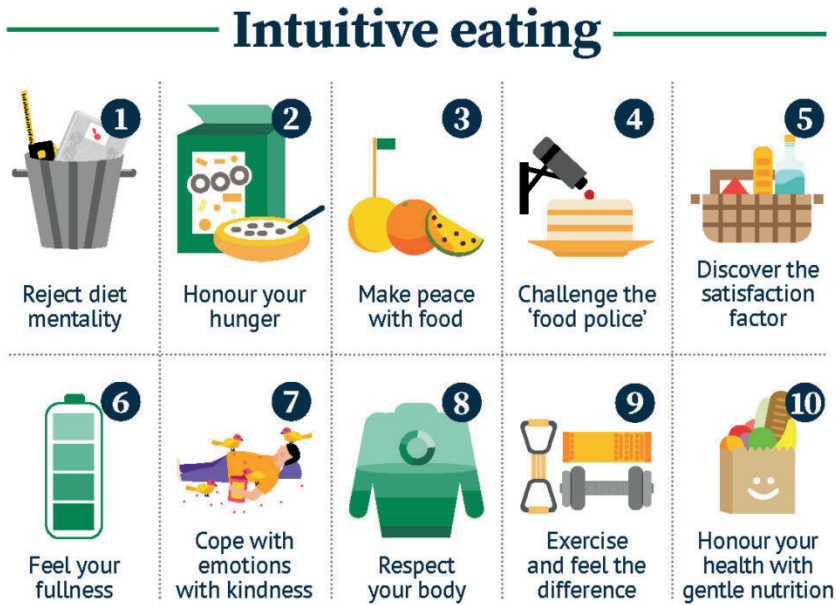 Intuitive eating
1
Reject diet
mentality
2
Honour your
hunger
3
Make peace
with food
4
Challenge the
‘food police’
5
Discover the
satisfaction
factor
6
Feel your
fullness
7
Cope with
emotions
with kindness
8
Respect
your body
9
Exercise
and feel the
difference
10
Honour your
health with
gentle nutrition